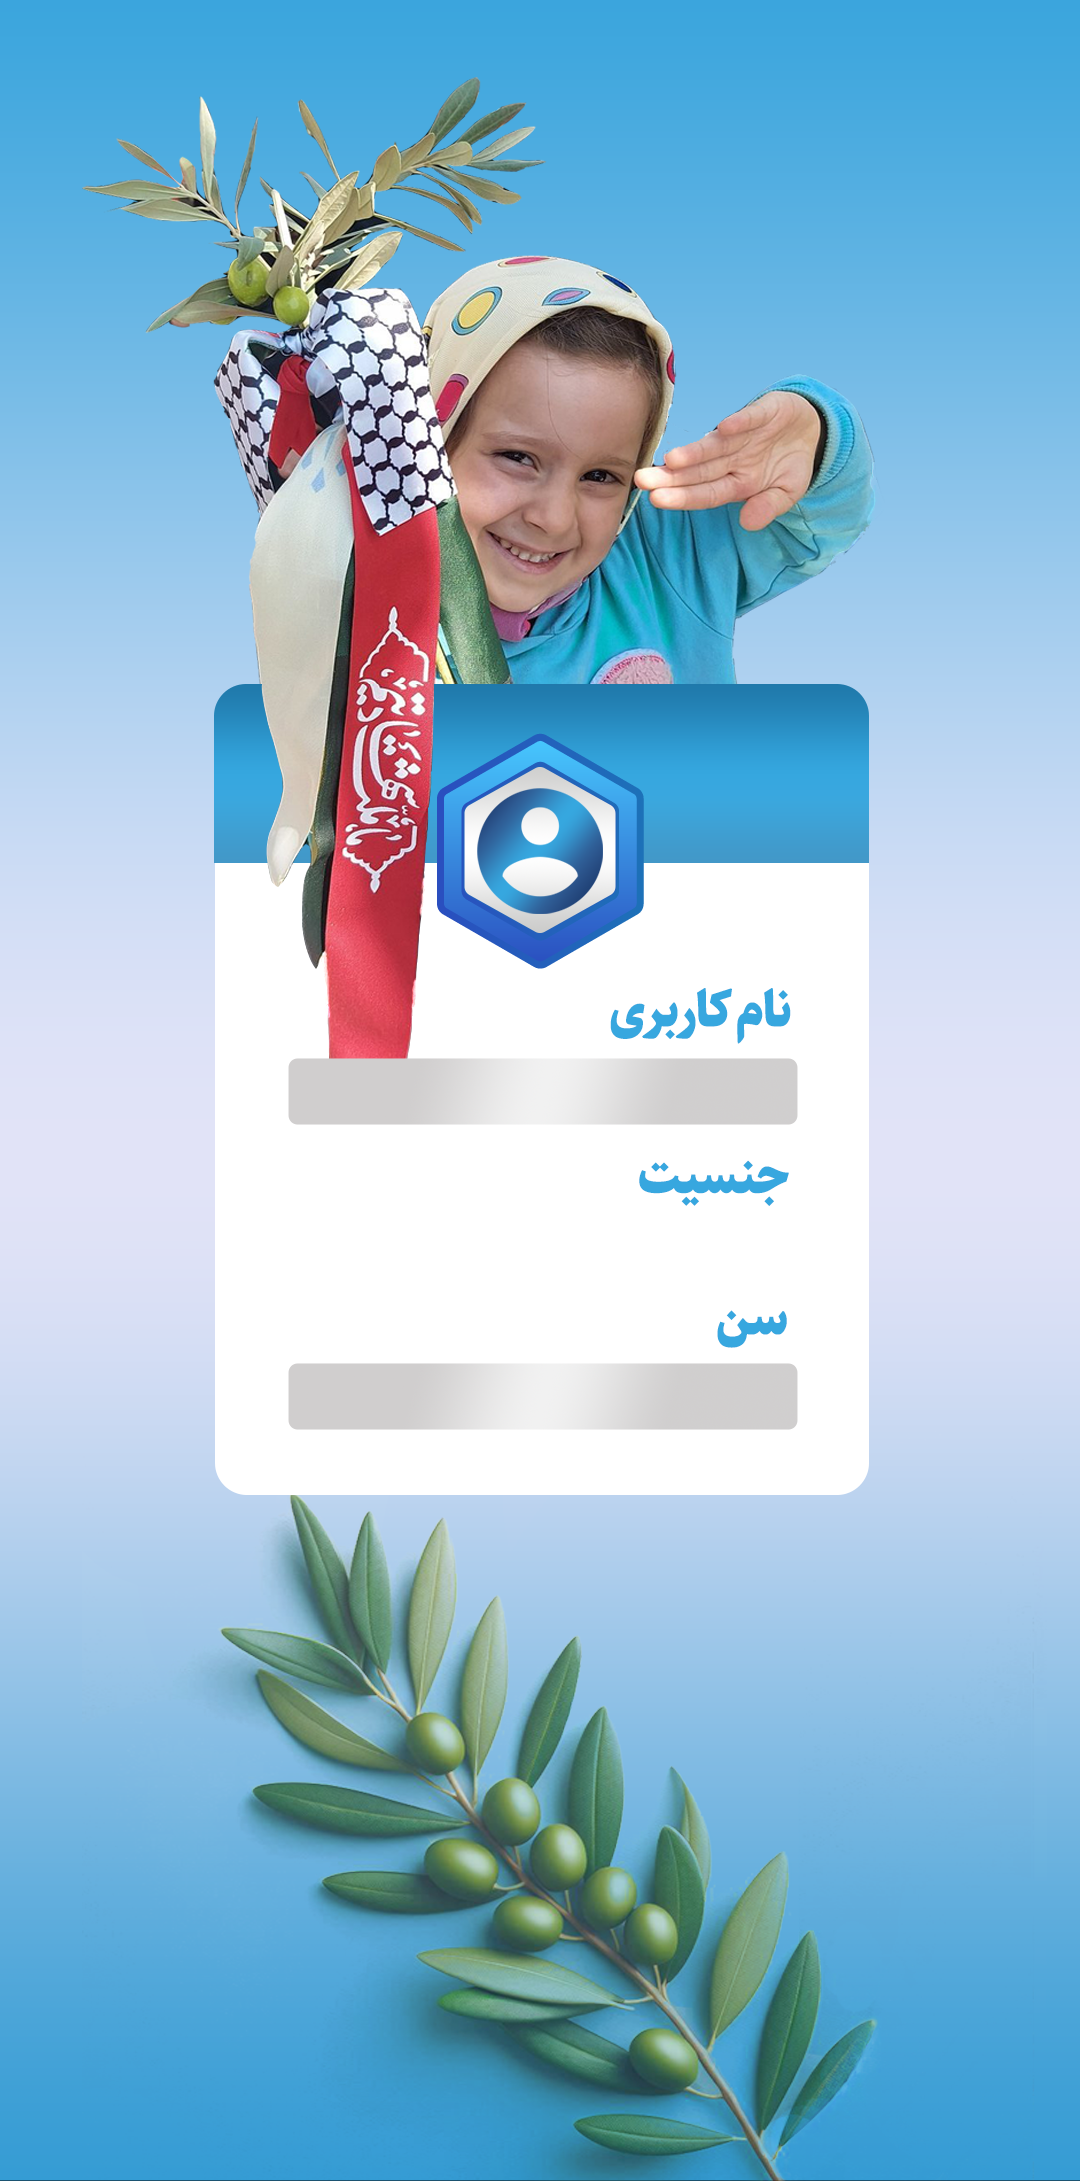 نام کاربری
جنسیت
سن